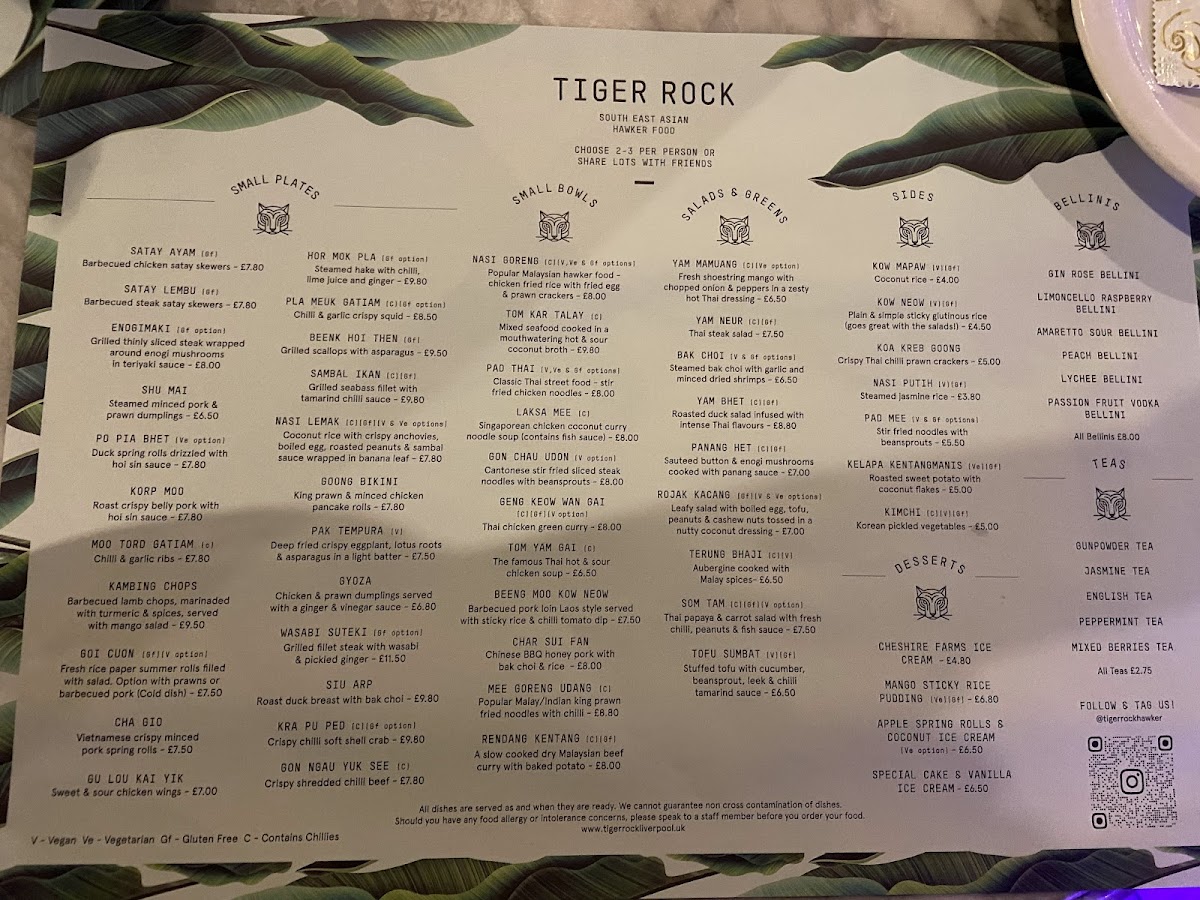 TIGER ROCK
SOUTH EAST ASIAN
HAWKER FOOD
CHOOSE 2-3 PER PERSON OR
SHARE LOTS WITH FRIENDS
SMALL PLATES
SATAY AYAM (Gf)
Barbecued chicken satay skewers - £7.80
SATAY LEMBU (Gf)
Barbecued steak satay skewers - £7.80
ENOGIMAKI (Gf option)
Grilled thinly sliced steak wrapped
around enogi mushrooms
in teriyaki sauce - £8.00
SHU MAI
Steamed minced pork &
prawn dumplings - £6.50
PO PIA BHET (Ve option)
Duck spring rolls drizzled with
hoi sin sauce - £7.80
KORP MOO
Roast crispy belly pork with
hoi sin sauce - £7.80
MOO TORD GATIAM (c)
Chilli & garlic ribs - £7.80
KAMBING CHOPS
Barbecued lamb chops, marinaded
with turmeric & spices, served
with mango salad - £9.50
GOI CUON (Gf)(V option)
Fresh rice paper summer rolls filled
with salad. Option with prawns or
barbecued pork (Cold dish) - £7.50
CHA GIO
Vietnamese crispy minced
pork spring rolls - £7.50
GU LOU KAI YIK
Sweet & sour chicken wings - £7.00
HOR MOK PLA (Gf option)
Steamed hake with chilli,
lime juice and ginger - £9.80
PLA MEUK GATIAM (C)(Gf option)
Chilli & garlic crispy squid - £8.50
BEENK HOI THEN (Gf)
Grilled scallops with asparagus - £9.50
SAMBAL IKAN (C)(Gf)
Grilled seabass fillet with
tamarind chilli sauce - £9.80
NASI LEMAK (C)(Gf)(V & Ve options)
Coconut rice with crispy anchovies,
boiled egg, roasted peanuts & sambal
sauce wrapped in banana leaf - £7.80
GOONG BIKINI
King prawn & minced chicken
pancake rolls - £7.80
PAK TEMPURA (V)
Deep fried crispy eggplant, lotus roots
& asparagus in a light batter - £7.50
GYOZA
Chicken & prawn dumplings served
with a ginger & vinegar sauce - £6.80
WASABI SUTEKI (Gf option)
Grilled fillet steak with wasabi
& pickled ginger - £11.50
SIU ARP
Roast duck breast with bak choi - £9.80
KRA PU PED (C)(Gf option)
Crispy chilli soft shell crab - £9.80
GON NGAU YUK SEE (C)
Crispy shredded chilli beef - £7.80
SMALL BOWLS
NASI GORENG (C)(V,Ve & Gf options)
Popular Malaysian hawker food -
chicken fried rice with fried egg
& prawn crackers - £8.00
TOM KAR TALAY (C)
Mixed seafood cooked in a
mouthwatering hot & sour
coconut broth - £9.80
PAD THAI (V,Ve & Gf options)
Classic Thai street food - stir
fried chicken noodles - £8.00
LAKSA MEE (C)
Singaporean chicken coconut curry
noodle soup (contains fish sauce) - £8.00
GON CHAU UDON (V option)
Cantonese stir fried sliced steak
noodles with beansprouts - £8.00
GENG KEOW WAN GAI
(C)(Gf)(V option)
Thai chicken green curry - £8.00
TOM YAM GAI (C)
The famous Thai hot & sour
chicken soup - £6.50
BEENG MOO KOW NEOW
Barbecued pork loin Laos style served
with sticky rice & chilli tomato dip - £7.50
CHAR SUI FAN
Chinese BBQ honey pork with
bak choi & rice - £8.00
MEE GORENG UDANG (C)
Popular Malay/Indian king prawn
fried noodles with chilli - £8.80
RENDANG KENTANG (C)(Gf)
A slow cooked dry Malaysian beef
curry with baked potato - £8.00
SALADS & GREENS
YAM MAMUANG (C)(Ve option)
Fresh shoestring mango with
chopped onion & peppers in a zesty
hot Thai dressing - £6.50
YAM NEUR (C)(Gf)
Thai steak salad - £7.50
BAK CHOI (V & Gf options)
Steamed bak choi with garlic and
minced dried shrimps - £6.50
YAM BHET (C)(Gf)
Roasted duck salad infused with
intense Thai flavours - £8.80
PANANG HET (C)(Gf)
Sauteed button & enogi mushrooms
cooked with panang sauce - £7.00
ROJAK KACANG (Gf)(V & Ve options)
Leafy salad with boiled egg, tofu,
peanuts & cashew nuts tossed in a
nutty coconut dressing - £7.00
TERUNG BHAJI (C)(V)
Aubergine cooked with
Malay spices- £6.50
SOM TAM (C)(Gf)(V option)
Thai papaya & carrot salad with fresh
chilli, peanuts & fish sauce - £7.50
TOFU SUMBAT (V)(Gf)
Stuffed tofu with cucumber,
beansprout, leek & chilli
tamarind sauce - £6.50
SIDES
KOW MAPAW (V)(Gf)
Coconut rice - £4.00
KOW NEOW (V)(Gf)
Plain & simple sticky glutinous rice
(goes great with the salads!) - £4.50
KOA KREB GOONG
Crispy Thai chilli prawn crackers - £5.00
NASI PUTIH (V)(Gf)
Steamed jasmine rice - £3.80
PAD MEE (V & Gf options)
Stir fried noodles with
beansprouts - £5.50
KELAPA KENTANGMANIS (Ve)(Gf)
Roasted sweet potato with
coconut flakes - £5.00
KIMCHI (C)(V)(Gf)
Korean pickled vegetables - £5.00
DESSERTS
CHESHIRE FARMS ICE
CREAM - £4.80
MANGO STICKY RICE
PUDDING (Ve)(Gf) - £6.80
APPLE SPRING ROLLS &
COCONUT ICE CREAM
(Ve option) - £6.50
SPECIAL CAKE & VANILLA
ICE CREAM - £6.50
BELLINIS
GIN ROSE BELLINI
LIMONCELLO RASPBERRY
BELLINI
AMARETTO SOUR BELLINI
PEACH BELLINI
LYCHEE BELLINI
PASSION FRUIT VODKA
BELLINI
All Bellinis £8.00
TEAS
GUNPOWDER TEA
JASMINE TEA
ENGLISH TEA
PEPPERMINT TEA
MIXED BERRIES TEA
All Teas £2.75
FOLLOW & TAG US!
@tigerrockhawker
All dishes are served as and when they are ready. We cannot guarantee non cross contamination of dishes.
Should you have any food allergy or intolerance concerns, please speak to a staff member before you order your food.
www.tigerrockliverpool.uk
V - Vegan Ve - Vegetarian Gf - Gluten Free C - Contains Chillies